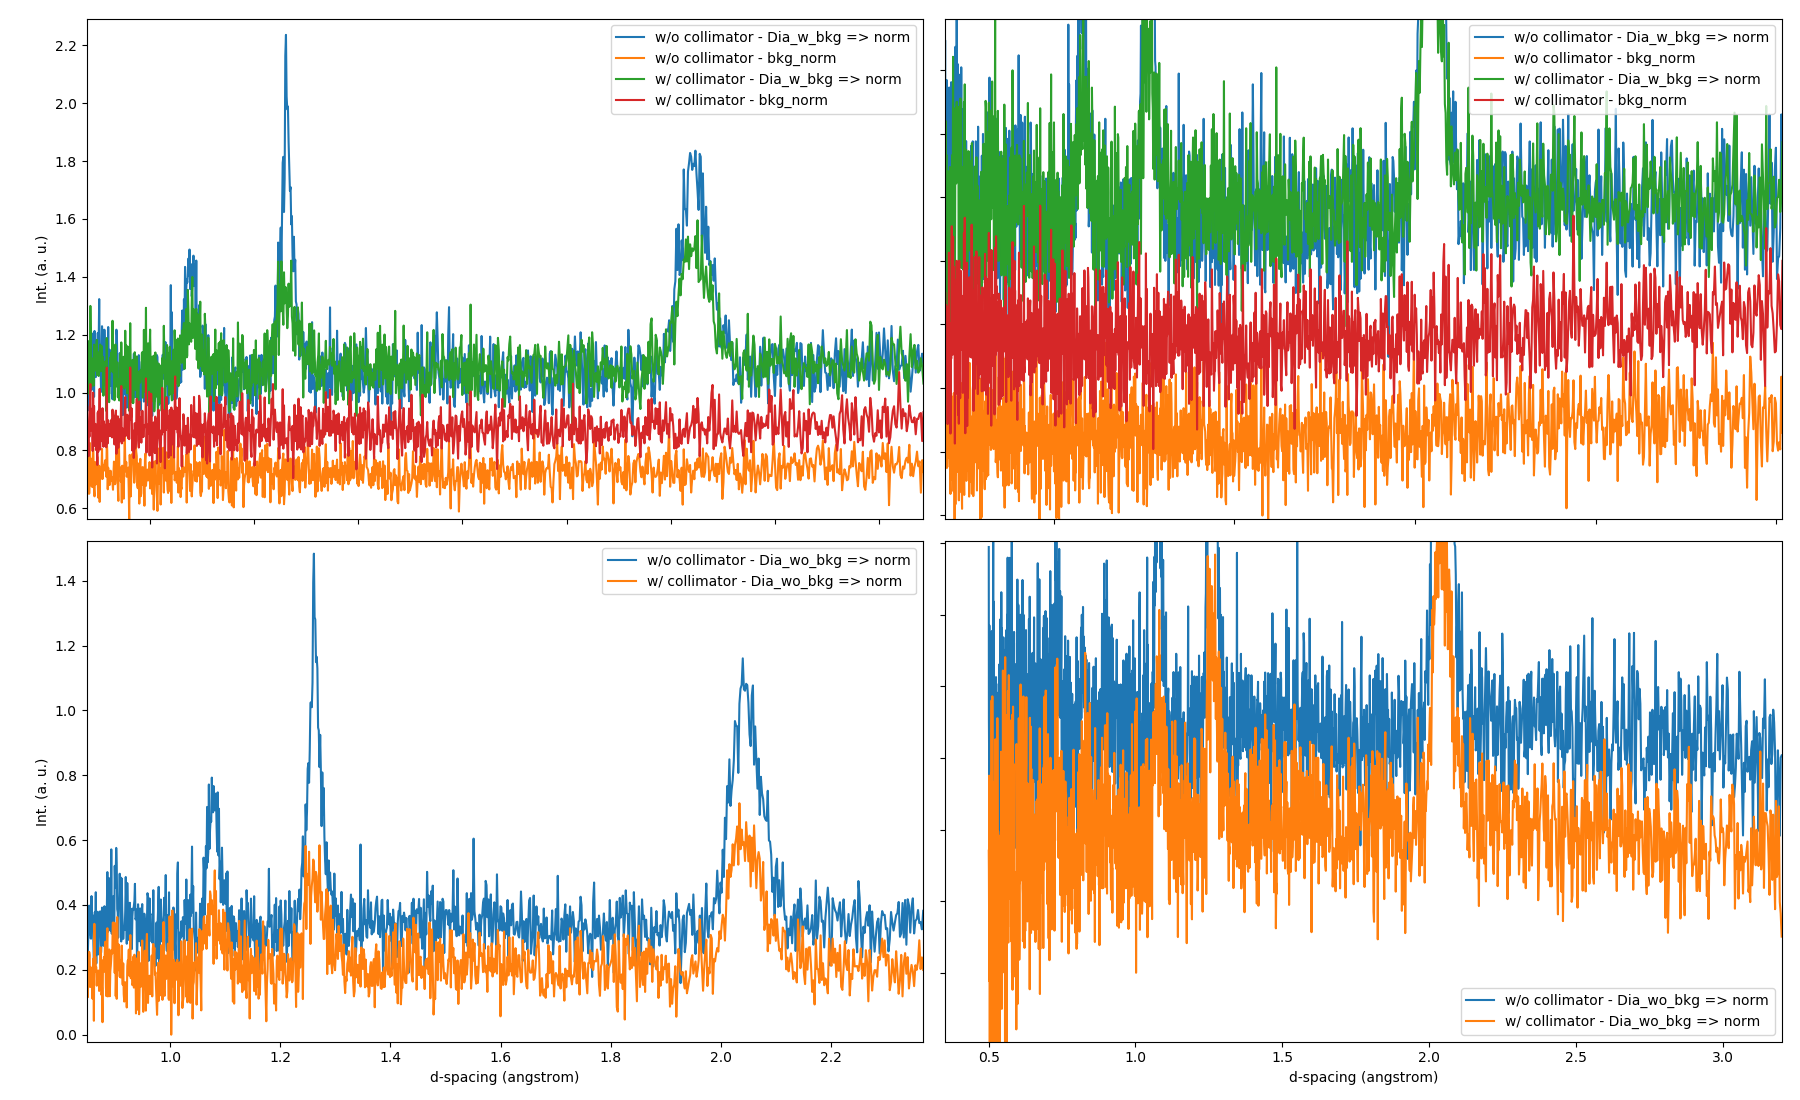 w/o collimator - Dia_w_bkg => norm
w/o collimator - bkg_norm
w/ collimator - Dia_w_bkg => norm
w/ collimator - bkg_norm
2.2
2.0
1.8
1.6
1.4
1.2
1.0
0.8
0.6
Int. (a. u.)
w/o collimator - Dia_w_bkg => norm
w/o collimator - bkg_norm
w/ collimator - Dia_w_bkg => norm
w/ collimator - bkg_norm
w/o collimator - Dia_wo_bkg => norm
w/ collimator - Dia_wo_bkg => norm
1.4
1.2
1.0
0.8
0.6
0.4
0.2
0.0
Int. (a. u.)
1.0 1.2 1.4 1.6 1.8 2.0 2.2
d-spacing (angstrom)
w/o collimator - Dia_wo_bkg => norm
w/ collimator - Dia_wo_bkg => norm
0.5 1.0 1.5 2.0 2.5 3.0
d-spacing (angstrom)